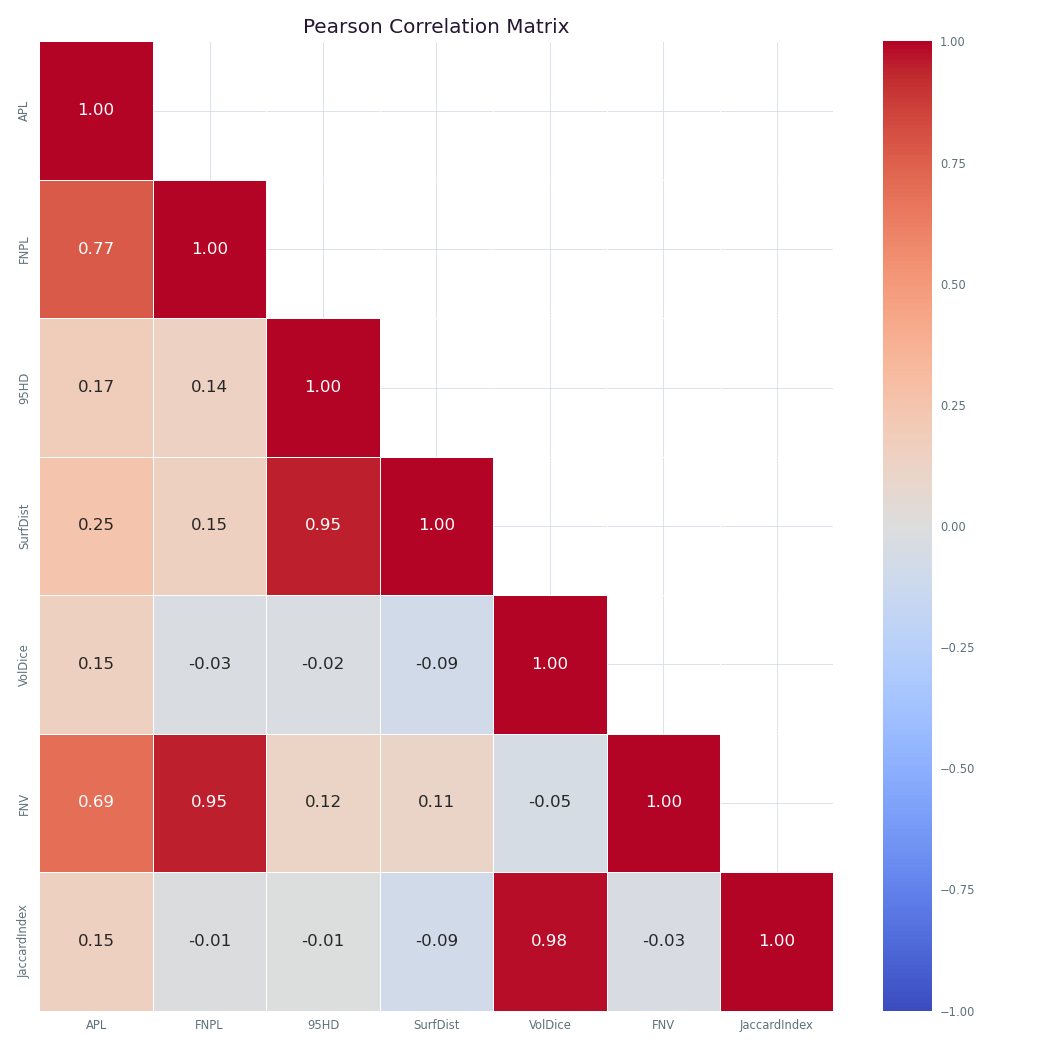 Pearson Correlation Matrix
APL
1.00
FNPL
0.77 1.00
95HD
0.17 0.14 1.00
SurfDist
0.25 0.15 0.95 1.00
VolDice
0.15 -0.03 -0.02 -0.09 1.00
FNV
0.69 0.95 0.12 0.11 -0.05 1.00
JaccardIndex
0.15 -0.01 -0.01 -0.09 0.98 -0.03 1.00
APL FNPL 95HD SurfDist VolDice FNV JaccardIndex
1.00
0.75
0.50
0.25
0.00
−0.25
−0.50
−0.75
−1.00